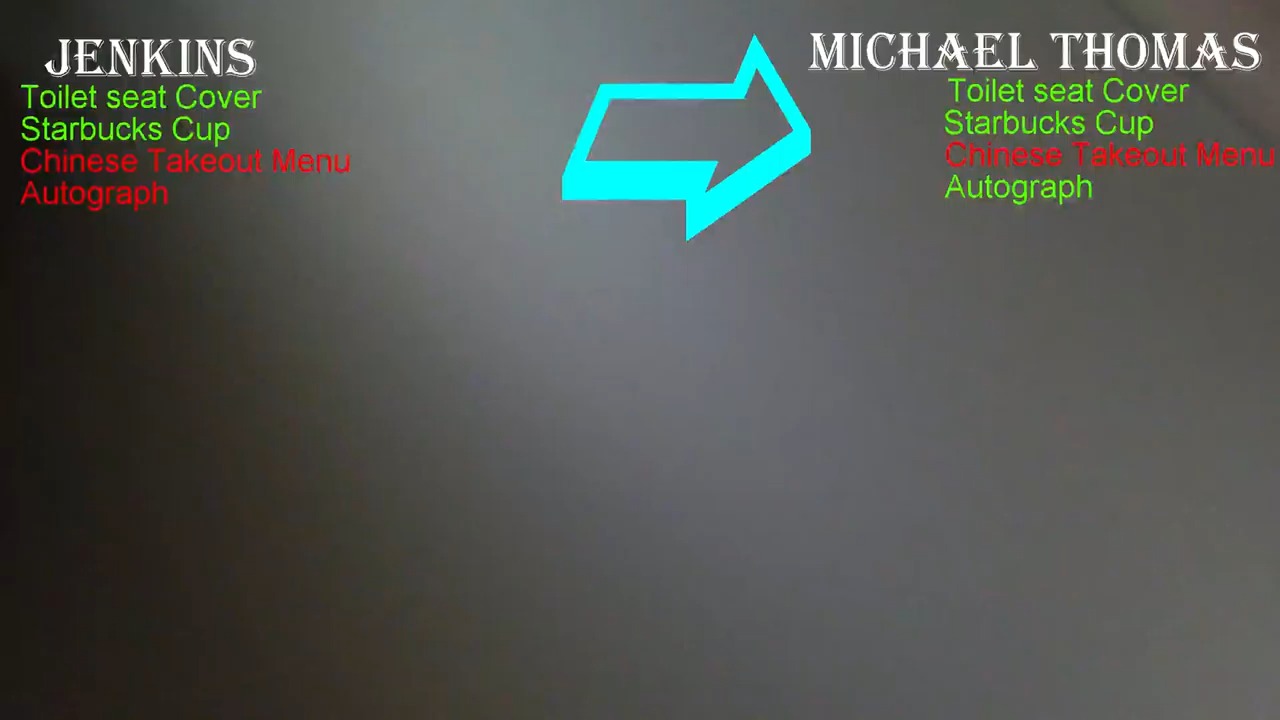 JENKINS
Toilet seat Cover
Starbucks Cup
Chinese Takeout Menu
Autograph
MICHAEL THOMAS
Toilet seat Cover
Starbucks Cup
Chinese Takeout Menu
Autograph